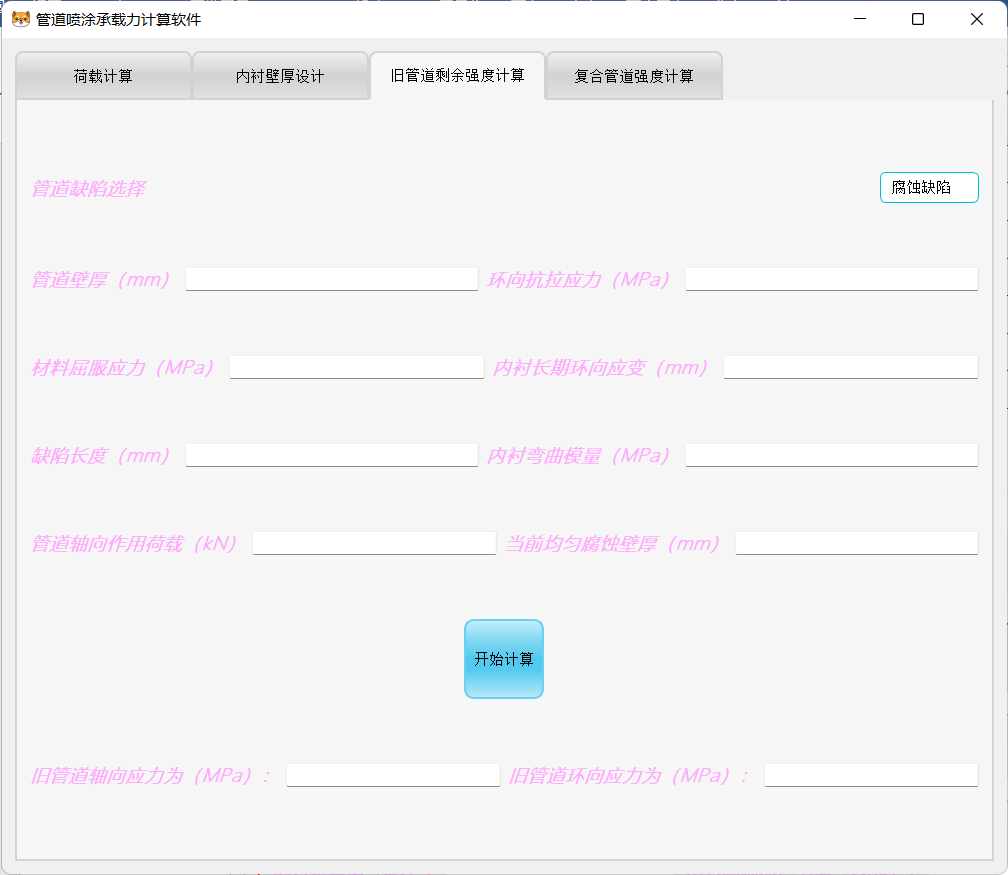 管道喷涂承载力计算软件
荷载计算 内衬壁厚设计 旧管道剩余强度计算 复合管道强度计算
管道缺陷选择 腐蚀缺陷
管道壁厚（mm） 环向抗拉应力（MPa）
材料屈服应力（MPa） 内衬长期环向应变（mm）
缺陷长度（mm） 内衬弯曲模量（MPa）
管道轴向作用荷载（kN） 当前均匀腐蚀壁厚（mm）
开始计算
旧管道轴向应力为（MPa）： 旧管道环向应力为（MPa）：